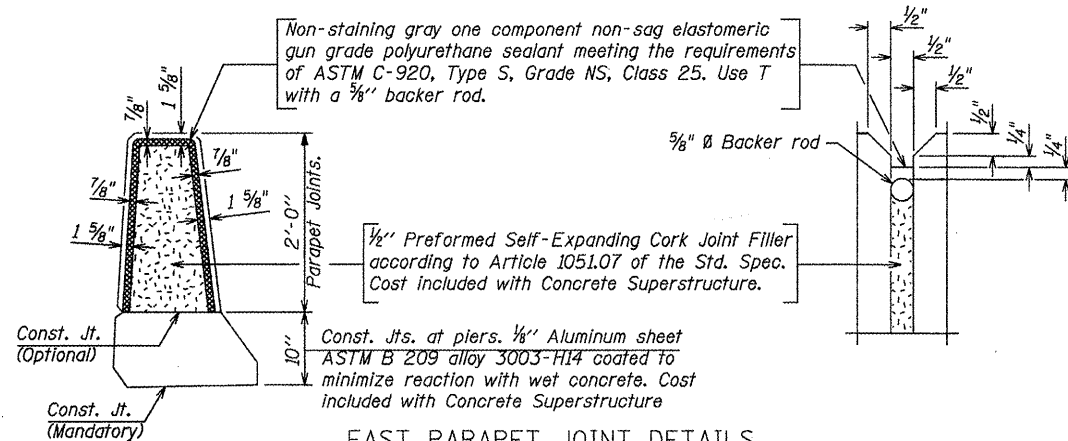 Non-staining gray one component non-sag elastomeric
gun grade polyurethane sealant meeting the requirements
of ASTM C-920, Type S, Grade NS, Class 25. Use T
with a 5/8" backer rod.
1/2"
1/2"
1/2"
1/2"
1/4"
1/4"
5/8" Ø Backer rod
7/8"
1 5/8"
7/8"
7/8"
1 5/8"
1 5/8"
2'-0"
Parapet Joints.
1/2" Preformed Self-Expanding Cork Joint Filler
according to Article 1051.07 of the Std. Spec.
Cost included with Concrete Superstructure.
Const. Jt.
(Optional)
10"
Const. Jts. at piers. 1/8" Aluminum sheet
ASTM B 209 alloy 3003-H14 coated to
minimize reaction with wet concrete. Cost
included with Concrete Superstructure
Const. Jt.
(Mandatory)
EAST PARAPET JOINT DETAILS